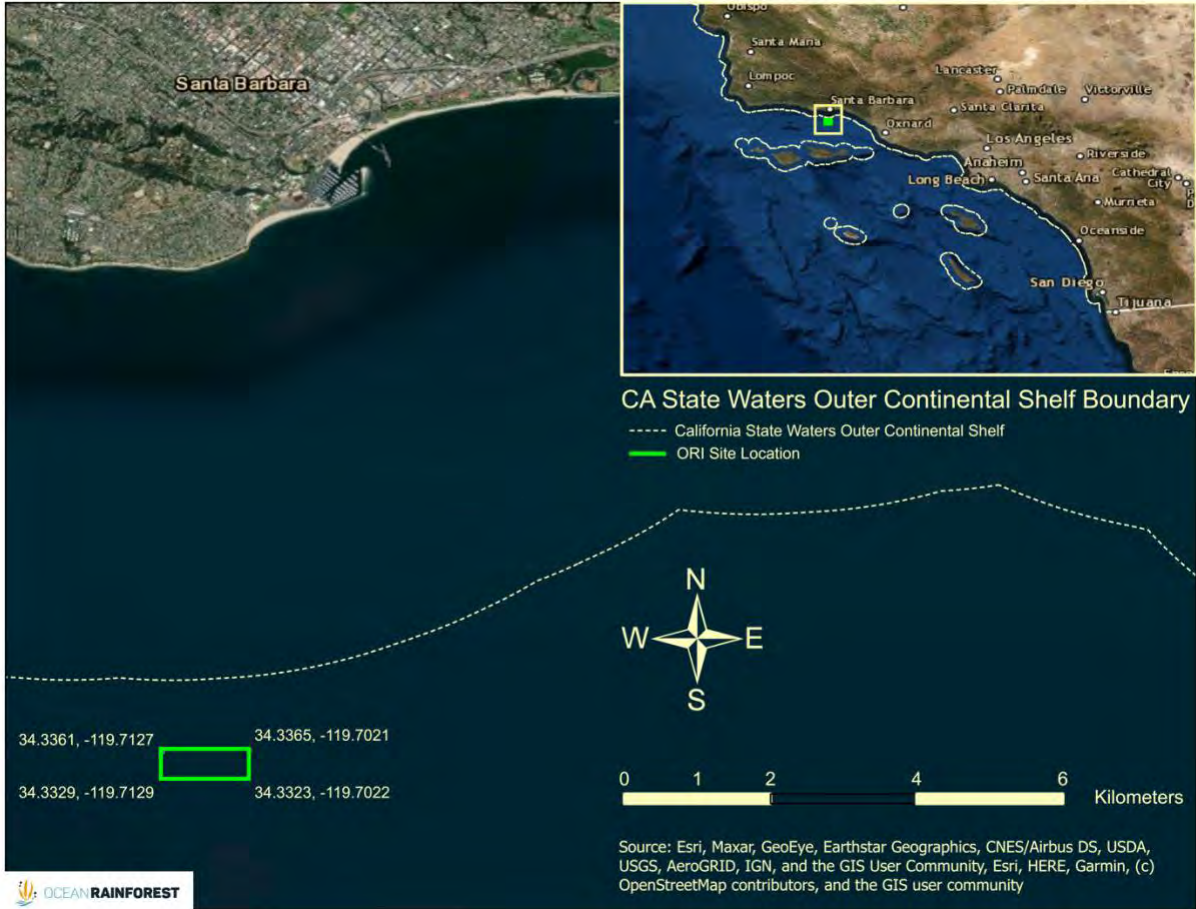 Santa Barbara
Obispo
Santa Maria
Lompoc
Santa Barbara
Oxnard
Lancaster
Palmdale
Victorville
Santa Clarita
Los Angeles
Riverside
Anaheim
Long Beach
Santa Ana
Cathedral
City
Murrieta
Oceanside
San Diego
Tijuana
CA State Waters Outer Continental Shelf Boundary
California State Waters Outer Continental Shelf
ORI Site Location
N
W E
S
34.3361, -119.7127
34.3365, -119.7021
34.3329, -119.7129
34.3323, -119.7022
0 1 2 4 6
Kilometers
Source: Esri, Maxar, GeoEye, Earthstar Geographics, CNES/Airbus DS, USDA,
USGS, AeroGRID, IGN, and the GIS User Community, Esri, HERE, Garmin, (c)
OpenStreetMap contributors, and the GIS user community
OCEANRAINFOREST